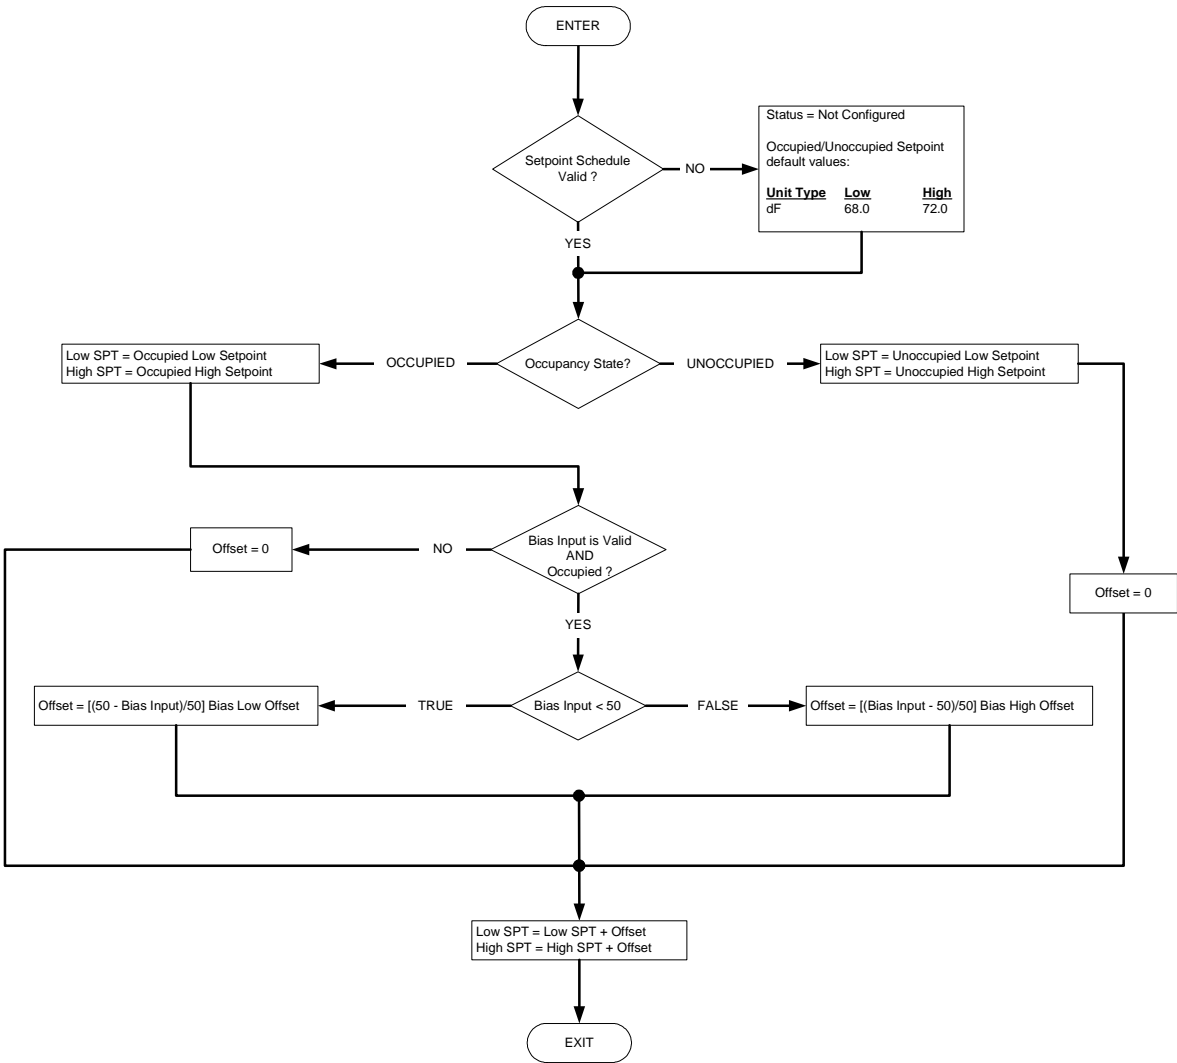 ENTER
Setpoint Schedule
Valid ?
NO
Status = Not Configured
Occupied/Unoccupied Setpoint
default values:
Unit Type Low High
dF 68.0 72.0
YES
Low SPT = Occupied Low Setpoint
High SPT = Occupied High Setpoint
OCCUPIED
Occupancy State?
UNOCCUPIED
Low SPT = Unoccupied Low Setpoint
High SPT = Unoccupied High Setpoint
Offset = 0
NO
Bias Input is Valid
AND
Occupied ?
Offset = 0
YES
Offset = [(50 - Bias Input)/50] Bias Low Offset
TRUE
Bias Input < 50
FALSE
Offset = [(Bias Input - 50)/50] Bias High Offset
Low SPT = Low SPT + Offset
High SPT = High SPT + Offset
EXIT